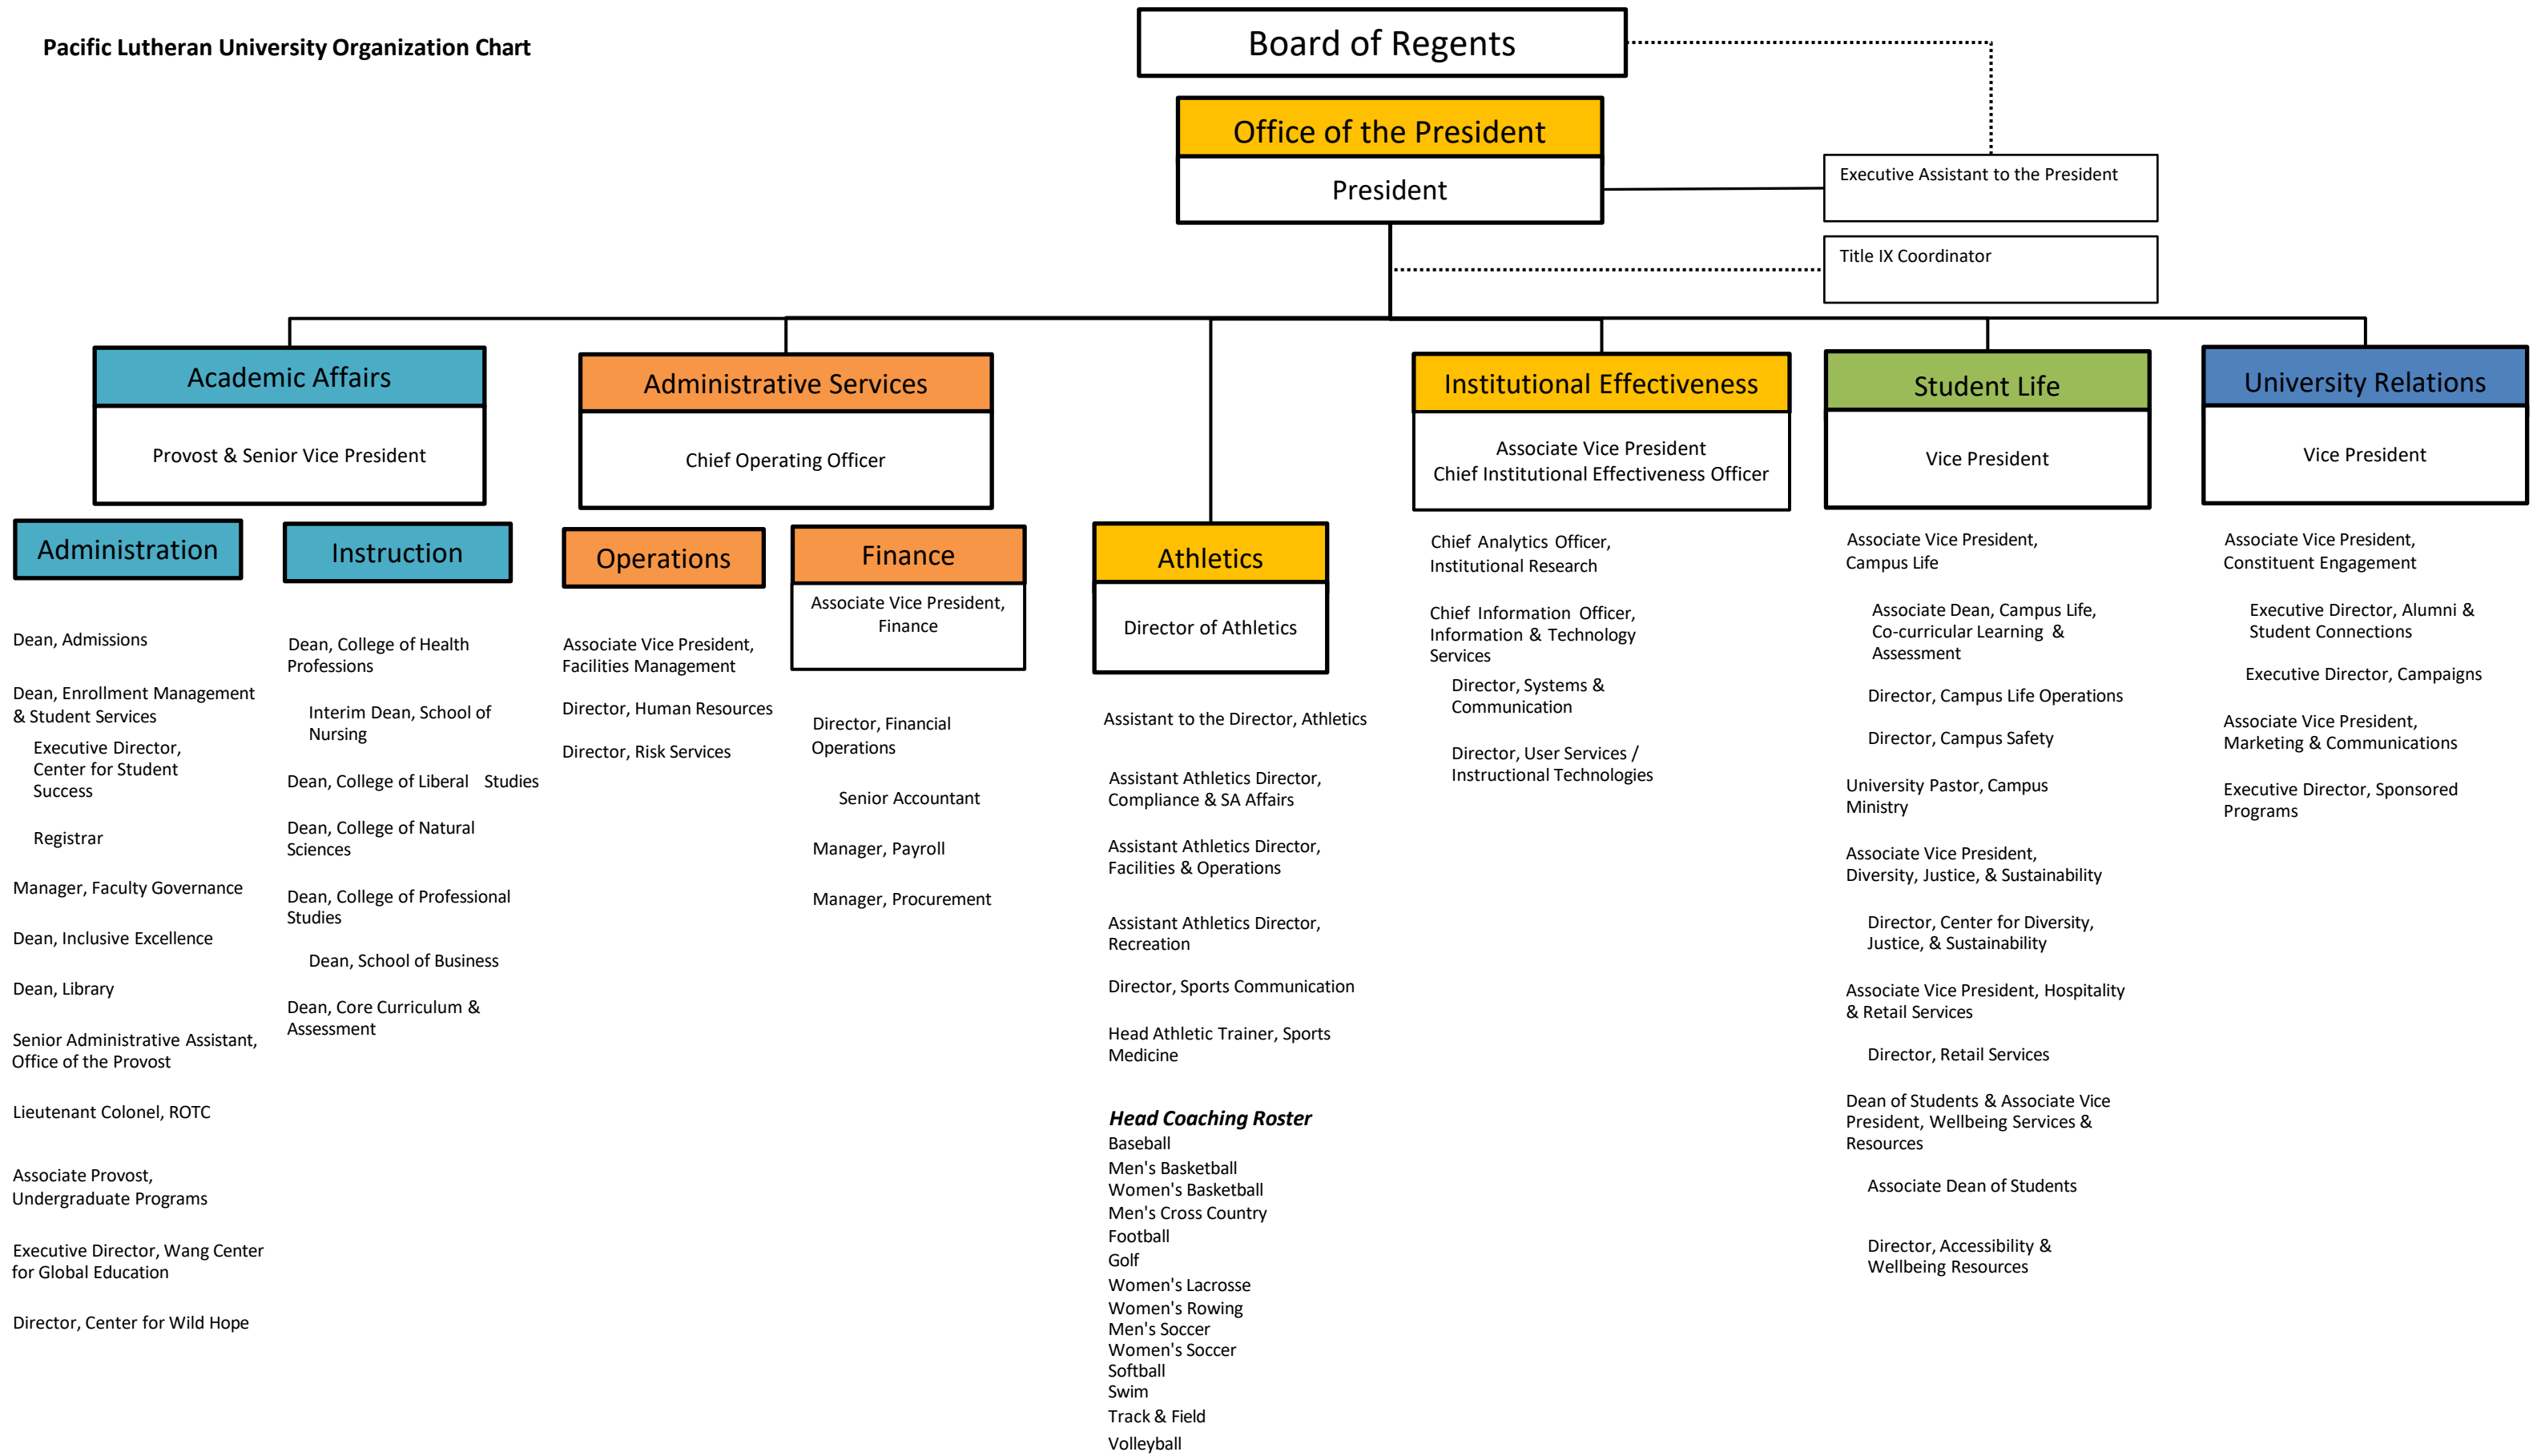 Pacific Lutheran University Organization Chart
Board of Regents
Office of the President
President
Executive Assistant to the President
Title IX Coordinator
Academic Affairs
Provost & Senior Vice President
Administration
Dean, Admissions
Dean, Enrollment Management
& Student Services
Executive Director,
Center for Student
Success
Registrar
Manager, Faculty Governance
Dean, Inclusive Excellence
Dean, Library
Senior Administrative Assistant,
Office of the Provost
Lieutenant Colonel, ROTC
Associate Provost,
Undergraduate Programs
Executive Director, Wang Center
for Global Education
Director, Center for Wild Hope
Instruction
Dean, College of Health
Professions
Interim Dean, School of
Nursing
Dean, College of Liberal Studies
Dean, College of Natural
Sciences
Dean, College of Professional
Studies
Dean, School of Business
Dean, Core Curriculum &
Assessment
Administrative Services
Chief Operating Officer
Operations
Associate Vice President,
Facilities Management
Director, Human Resources
Director, Risk Services
Finance
Associate Vice President,
Finance
Director, Financial
Operations
Senior Accountant
Manager, Payroll
Manager, Procurement
Athletics
Director of Athletics
Assistant to the Director, Athletics
Assistant Athletics Director,
Compliance & SA Affairs
Assistant Athletics Director,
Facilities & Operations
Assistant Athletics Director,
Recreation
Director, Sports Communication
Head Athletic Trainer, Sports
Medicine
Head Coaching Roster
Baseball
Men's Basketball
Women's Basketball
Men's Cross Country
Football
Golf
Women's Lacrosse
Women's Rowing
Men's Soccer
Women's Soccer
Softball
Swim
Track & Field
Volleyball
Institutional Effectiveness
Associate Vice President
Chief Institutional Effectiveness Officer
Chief Analytics Officer,
Institutional Research
Chief Information Officer,
Information & Technology
Services
Director, Systems &
Communication
Director, User Services /
Instructional Technologies
Student Life
Vice President
Associate Vice President,
Campus Life
Associate Dean, Campus Life,
Co-curricular Learning &
Assessment
Director, Campus Life Operations
Director, Campus Safety
University Pastor, Campus
Ministry
Associate Vice President,
Diversity, Justice, & Sustainability
Director, Center for Diversity,
Justice, & Sustainability
Associate Vice President, Hospitality
& Retail Services
Director, Retail Services
Dean of Students & Associate Vice
President, Wellbeing Services &
Resources
Associate Dean of Students
Director, Accessibility &
Wellbeing Resources
University Relations
Vice President
Associate Vice President,
Constituent Engagement
Executive Director, Alumni &
Student Connections
Executive Director, Campaigns
Associate Vice President,
Marketing & Communications
Executive Director, Sponsored
Programs